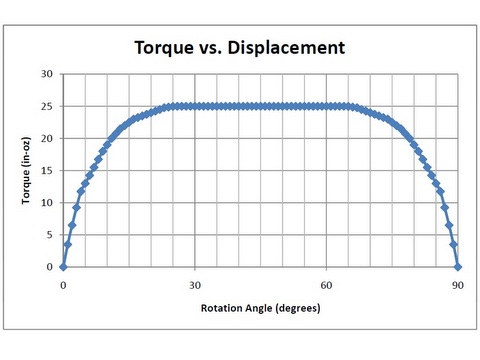 Torque vs. Displacement
30
25
20
15
10
5
0
Torque (in-oz)
0 30 60 90
Rotation Angle (degrees)